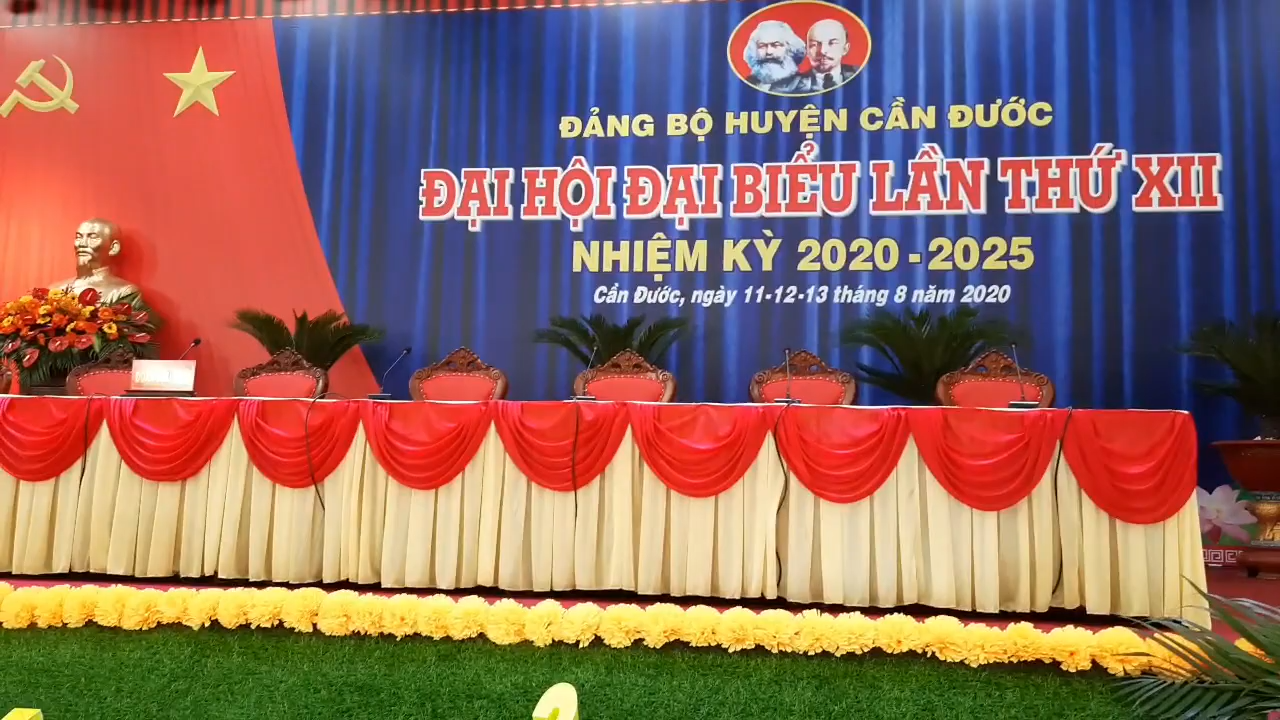 ĐẢNG BỘ HUYỆN CẦN ĐƯỚC
ĐẠI HỘI ĐẠI BIỂU LẦN THỨ XII
NHIỆM KỲ 2020 - 2025
Cần Đước, ngày 11-12-13 tháng 8 năm 2020